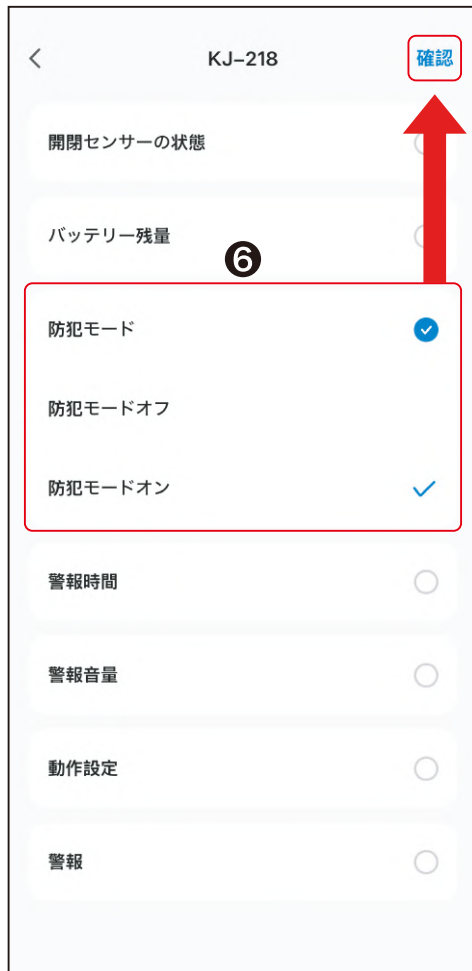 KJ-218
確認
開閉センサーの状態
バッテリー残量
❻
防犯モード
防犯モードオフ
防犯モードオン
警報時間
警報音量
動作設定
警報